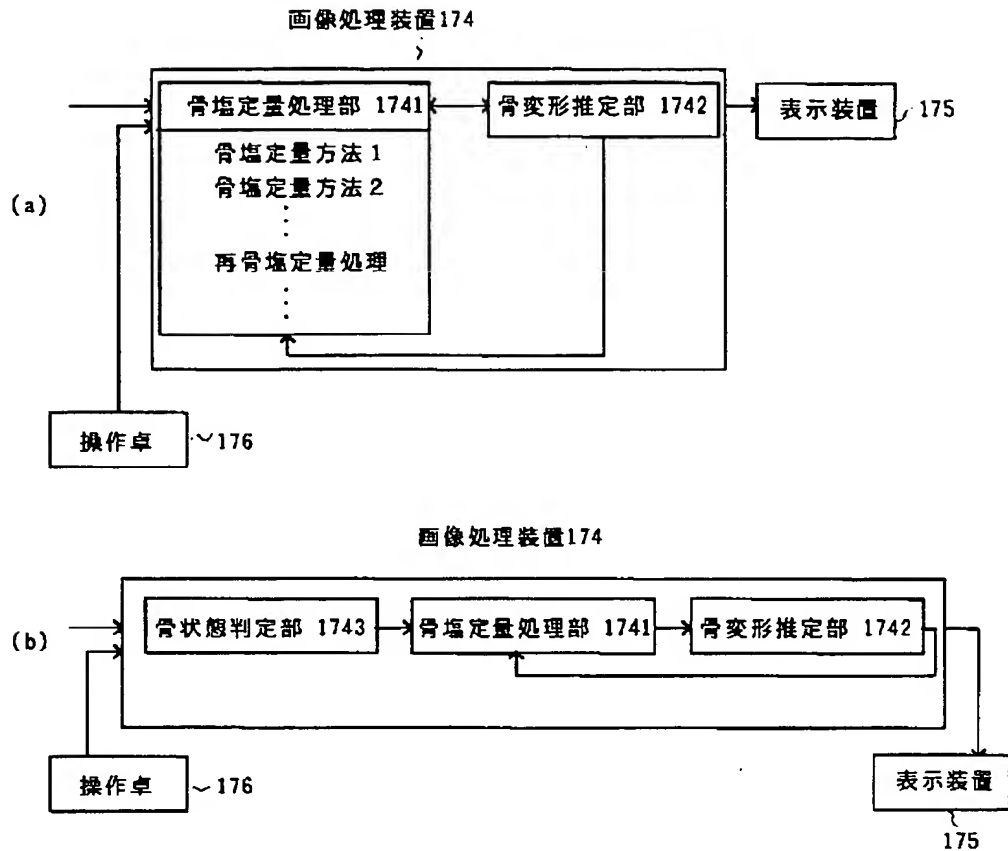 画像処理装置174
(a)
骨塩定量処理部 1741
骨変形推定部 1742
表示装置
175
骨塩定量方法1
骨塩定量方法2
再骨塩定量処理
操作卓
176
画像処理装置174
(b)
骨状態判定部 1743
骨塩定量処理部 1741
骨変形推定部 1742
操作卓
176
表示装置
175